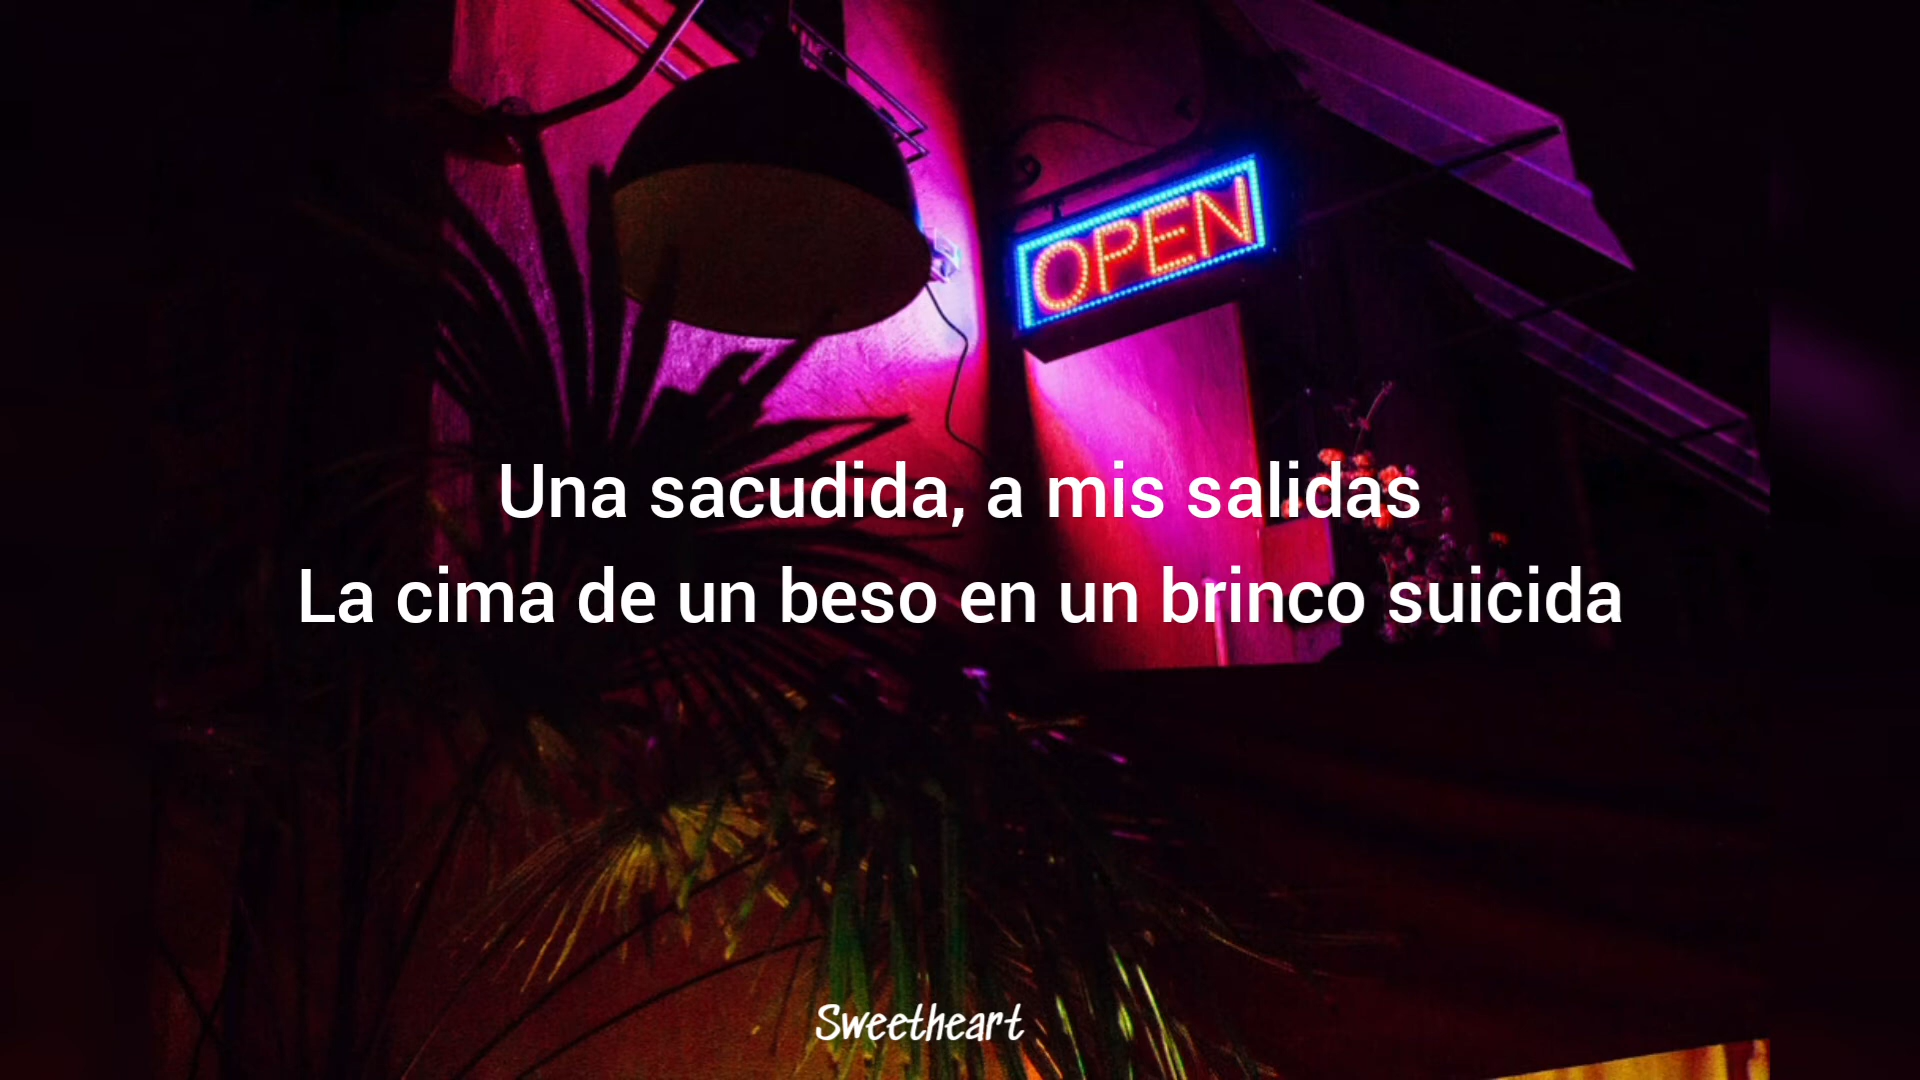 OPEN
Una sacudida, a mis salidas
La cima de un beso en un brinco suicida
Sweetheart